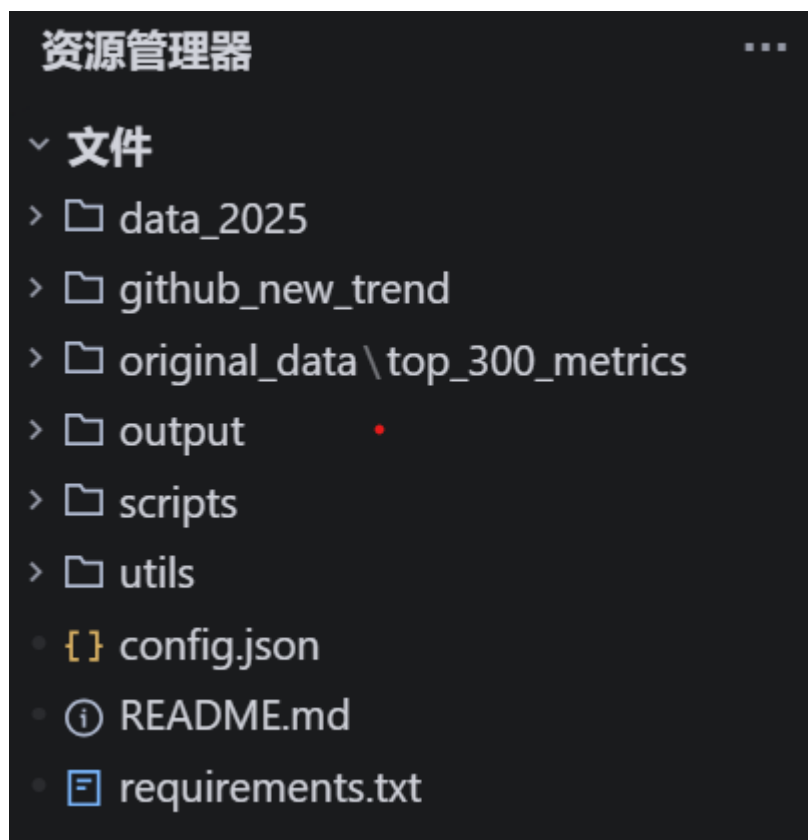 资源管理器
文件
data_2025
github_new_trend
original_data\top_300_metrics
output
scripts
utils
{} config.json
README.md
requirements.txt